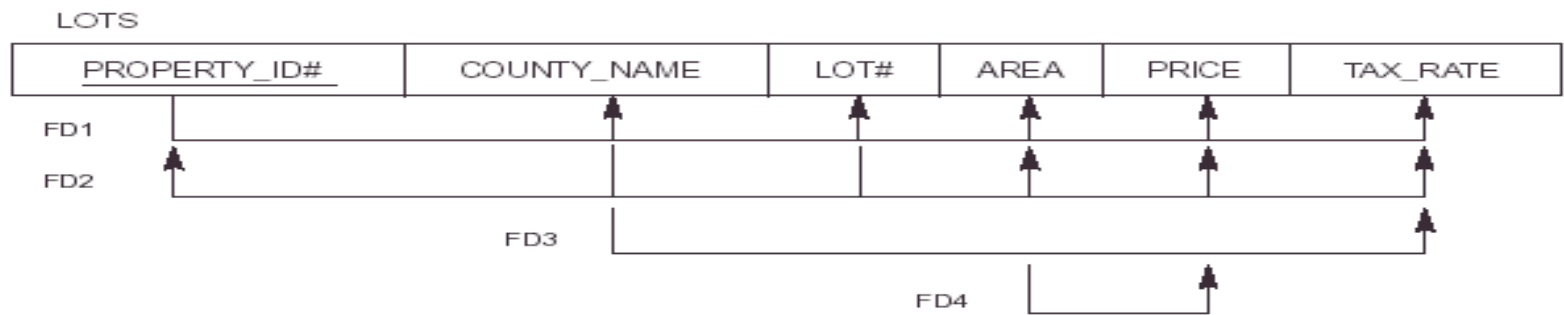 LOTS
PROPERTY_ID# COUNTY_NAME LOT# AREA PRICE TAX_RATE
FD1
FD2
FD3
FD4